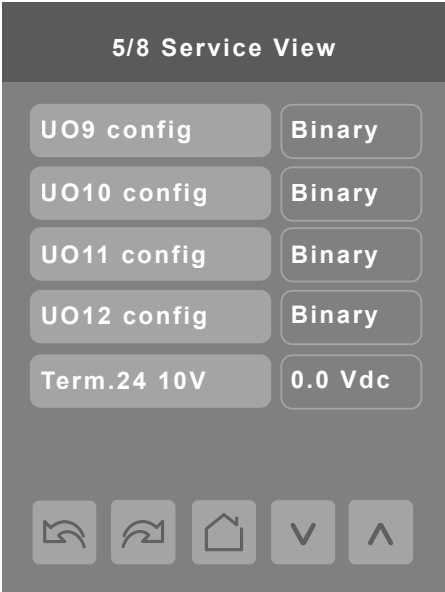 5/8 Service View
UO9 config Binary
UO10 config Binary
UO11 config Binary
UO12 config Binary
Term.24 10V 0.0 Vdc